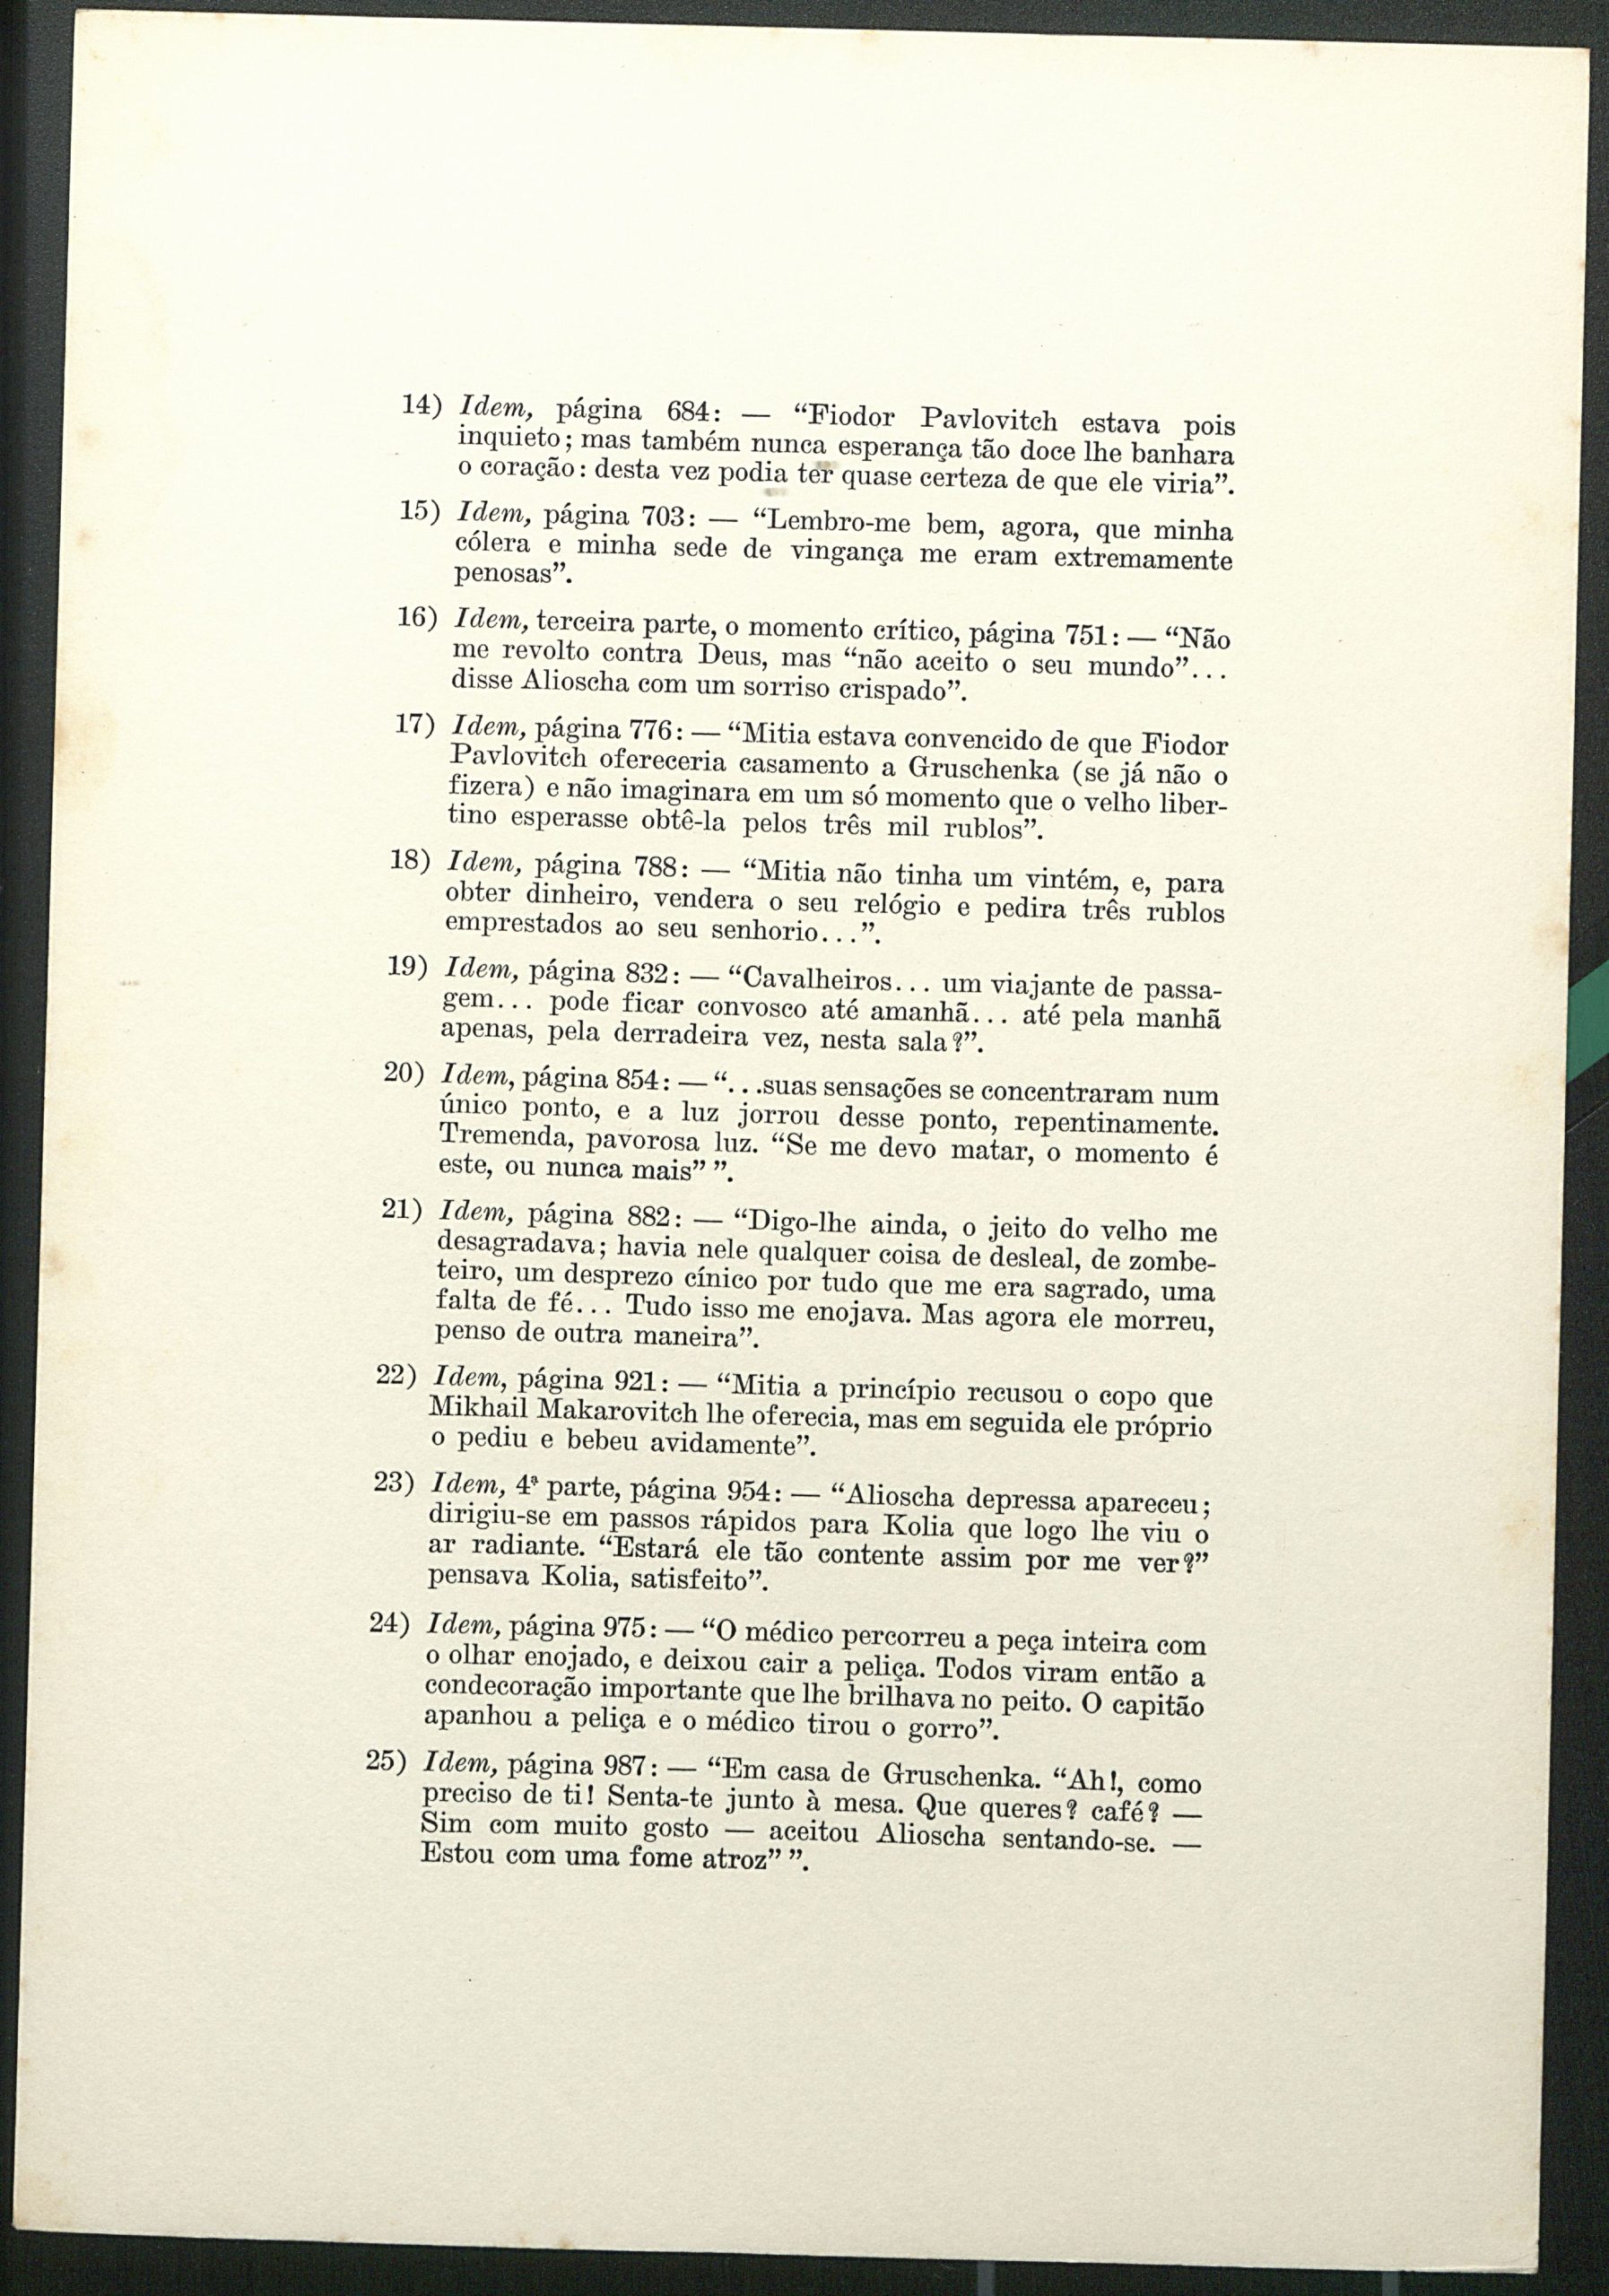 14) Idem, página 684: — “Fiodor Pavlovitch estava pois
inquieto; mas também nunca esperança tão doce lhe banhara
o coração: desta vez podia ter quase certeza de que ele viria”.
15) Idem, página 703: — “Lembro-me bem, agora, que minha
cólera e minha sede de vingança me eram extremamente
penosas”.
16) Idem, terceira parte, o momento crítico, página 751: — “Não
me revolto contra Deus, mas “não aceito o seu mundo”...
disse Alioscha com um sorriso crispado”.
17) Idem, página 776: — “Mitia estava convencido de que Fiodor
Pavlovitch ofereceria casamento a Gruschenka (se já não o
fizera) e não imaginara em um só momento que o velho liber-
tino esperasse obtê-la pelos três mil rublos”.
18) Idem, página 788: — “Mitia não tinha um vintém, e, para
obter dinheiro, vendera o seu relógio e pedira três rublos
emprestados ao seu senhorio...”.
19) Idem, página 832: — “Cavalheiros... um viajante de passa-
gem... pode ficar convosco até amanhã... até pela manhã
apenas, pela derradeira vez, nesta sala?”.
20) Idem, página 854: — “...suas sensações se concentraram num
único ponto, e a luz jorrou desse ponto, repentinamente.
Tremenda, pavorosa luz. “Se me devo matar, o momento é
este, ou nunca mais” ”.
21) Idem, página 882: — “Digo-lhe ainda, o jeito do velho me
desagradava; havia nele qualquer coisa de desleal, de zombe-
teiro, um desprezo cínico por tudo que me era sagrado, uma
falta de fé... Tudo isso me enojava. Mas agora ele morreu,
penso de outra maneira”.
22) Idem, página 921: — “Mitia a princípio recusou o copo que
Mikhail Makarovitch lhe oferecia, mas em seguida ele próprio
o pediu e bebeu avidamente”.
23) Idem, 4ª parte, página 954: — “Alioscha depressa apareceu;
dirigiu-se em passos rápidos para Kolia que logo lhe viu o
ar radiante. “Estará ele tão contente assim por me ver?”
pensava Kolia, satisfeito”.
24) Idem, página 975: — “O médico percorreu a peça inteira com
o olhar enojado, e deixou cair a peliça. Todos viram então a
condecoração importante que lhe brilhava no peito. O capitão
apanhou a peliça e o médico tirou o gorro”.
25) Idem, página 987: — “Em casa de Gruschenka. “Ah!, como
preciso de ti! Senta-te junto à mesa. Que queres? café? —
Sim com muito gosto — aceitou Alioscha sentando-se. —
Estou com uma fome atroz” ”.